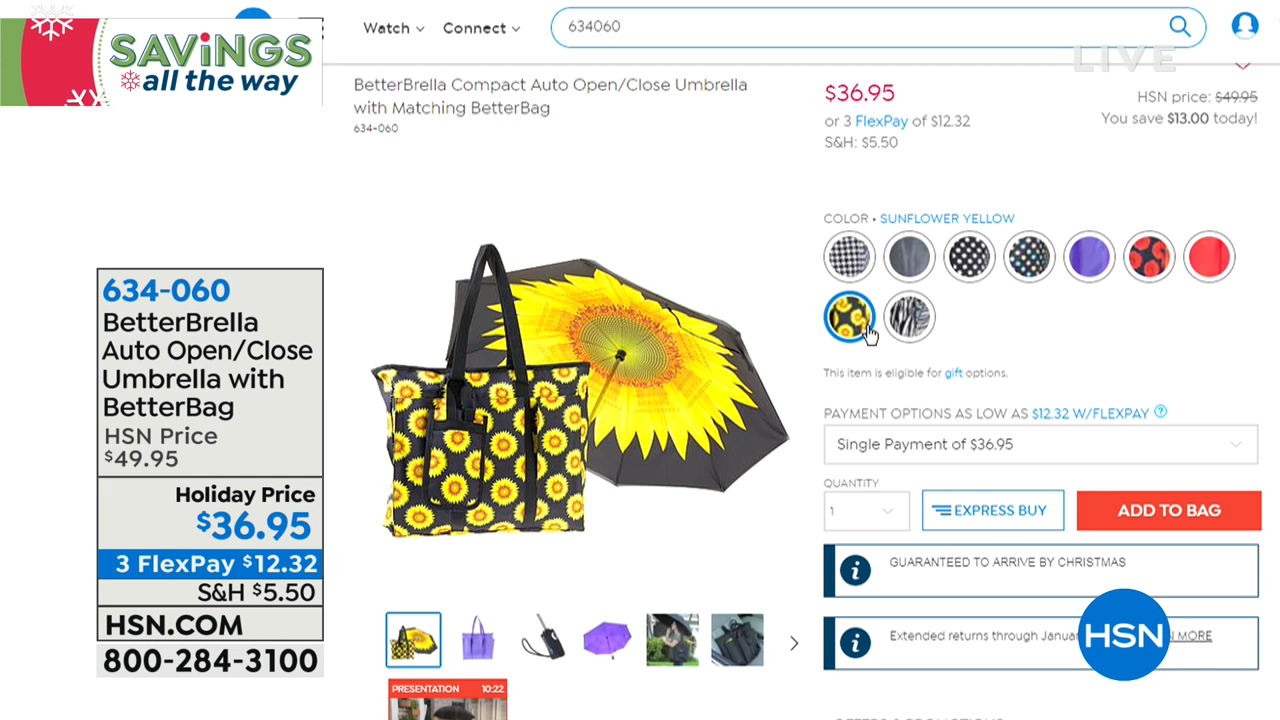 SAViNGS
all the way
Watch
Connect
634060
LIVE
BetterBrella Compact Auto Open/Close Umbrella
with Matching BetterBag
634-060
$36.95
HSN price: $49.95
or 3 FlexPay of $12.32
You save $13.00 today!
S&H: $5.50
COLOR • SUNFLOWER YELLOW
This item is eligible for gift options.
PAYMENT OPTIONS AS LOW AS $12.32 W/FLEXPAY ?
Single Payment of $36.95
QUANTITY
1
EXPRESS BUY
ADD TO BAG
i GUARANTEED TO ARRIVE BY CHRISTMAS
i Extended returns through
MORE
HSN
634-060
BetterBrella
Auto Open/Close
Umbrella with
BetterBag
HSN Price
$49.95
Holiday Price
$36.95
3 FlexPay $12.32
S&H $5.50
HSN.COM
800-284-3100
PRESENTATION 10:22